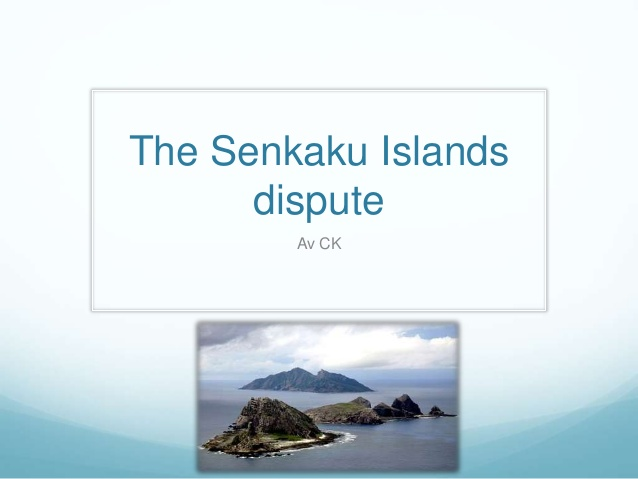 The Senkaku Islands
dispute
Av CK